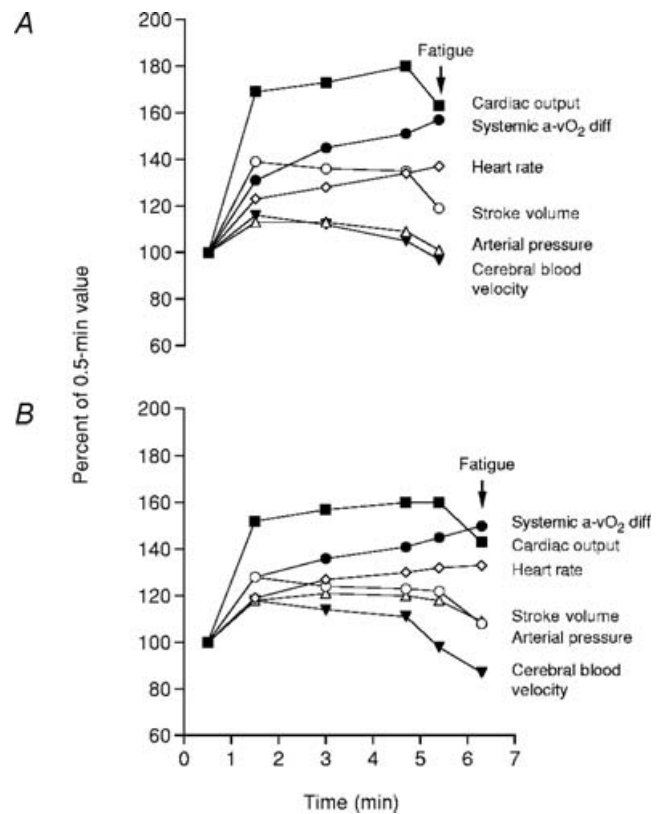 A
200
180
160
140
120
100
80
60
Fatigue
Cardiac output
Systemic a-vO₂ diff
Heart rate
Stroke volume
Arterial pressure
Cerebral blood
velocity
Percent of 0.5-min value
B
200
180
160
140
120
100
80
60
Fatigue
Systemic a-vO₂ diff
Cardiac output
Heart rate
Stroke volume
Arterial pressure
Cerebral blood
velocity
0 1 2 3 4 5 6 7
Time (min)